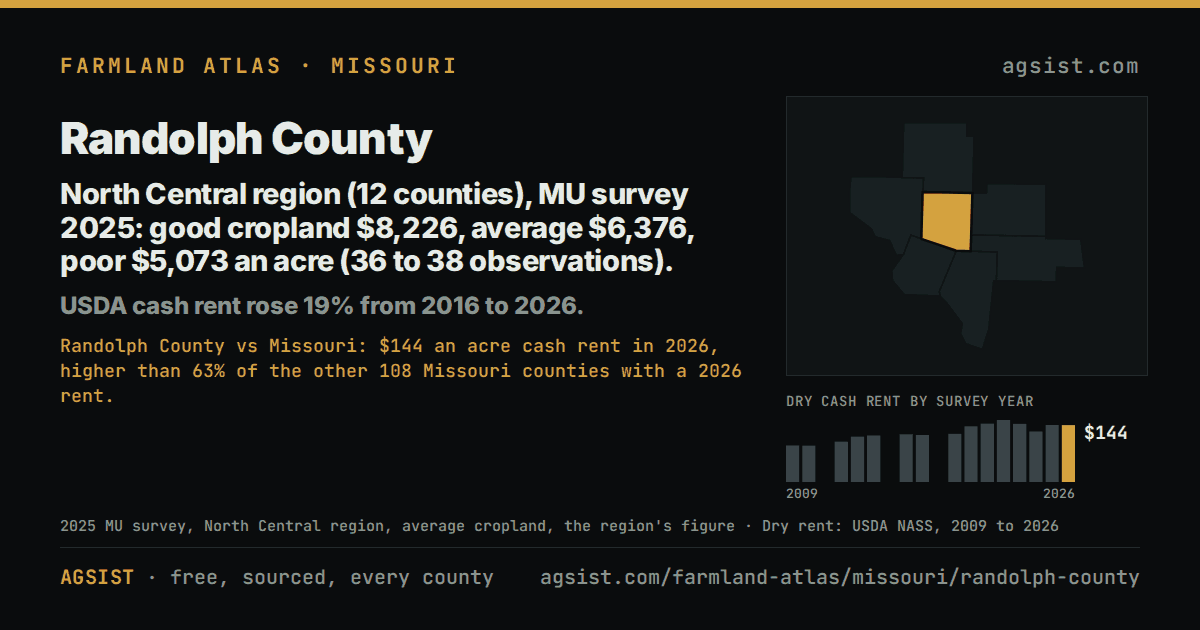 FARMLAND ATLAS · MISSOURI
agsist.com
Randolph County
North Central region (12 counties), MU survey
2025: good cropland $8,226, average $6,376,
poor $5,073 an acre (36 to 38 observations).
USDA cash rent rose 19% from 2016 to 2026.
Randolph County vs Missouri: $144 an acre cash rent in 2026,
higher than 63% of the other 108 Missouri counties with a 2026
rent.
DRY CASH RENT BY SURVEY YEAR
$144
2009 2026
2025 MU survey, North Central region, average cropland, the region's figure · Dry rent: USDA NASS, 2009 to 2026
AGSIST · free, sourced, every county
agsist.com/farmland-atlas/missouri/randolph-county